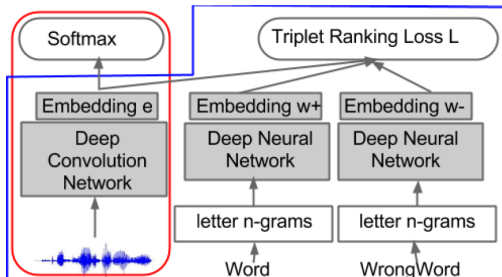 Softmax
Triplet Ranking Loss L
Embedding e
Embedding w+
Embedding w-
Deep
Convolution
Network
Deep Neural
Network
Deep Neural
Network
letter n-grams
letter n-grams
Word
WrongWord